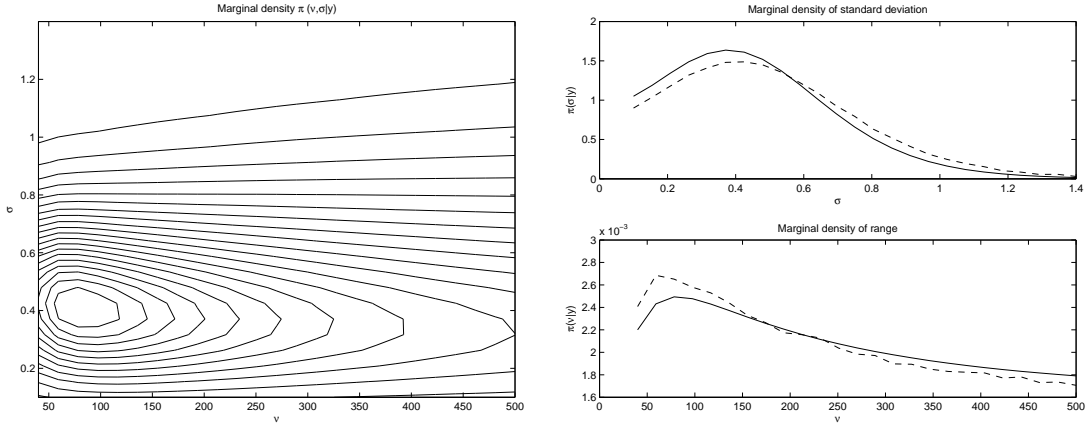 Marginal density π (ν,σ|y)
σ
1.2
1
0.8
0.6
0.4
0.2
50 100 150 200 250 300 350 400 450 500
ν
Marginal density of standard deviation
π(σ|y)
2
1.5
1
0.5
0
0 0.2 0.4 0.6 0.8 1 1.2 1.4
σ
Marginal density of range
x 10⁻³
π(ν|y)
3
2.8
2.6
2.4
2.2
2
1.8
1.6
0 50 100 150 200 250 300 350 400 450 500
ν